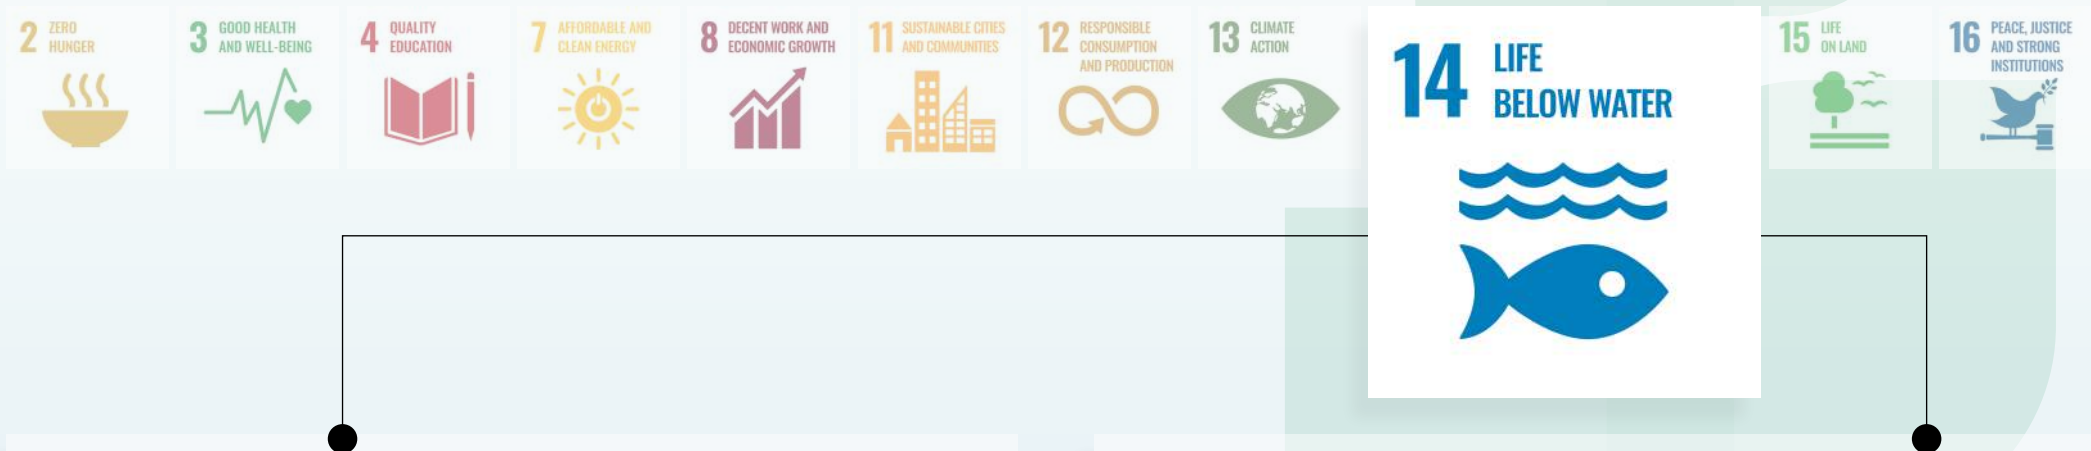 2 ZERO
HUNGER
3 GOOD HEALTH
AND WELL-BEING
4 QUALITY
EDUCATION
7 AFFORDABLE AND
CLEAN ENERGY
8 DECENT WORK AND
ECONOMIC GROWTH
11 SUSTAINABLE CITIES
AND COMMUNITIES
12 RESPONSIBLE
CONSUMPTION
AND PRODUCTION
13 CLIMATE
ACTION
14 LIFE
BELOW WATER
15 LIFE
ON LAND
16 PEACE, JUSTICE
AND STRONG
INSTITUTIONS